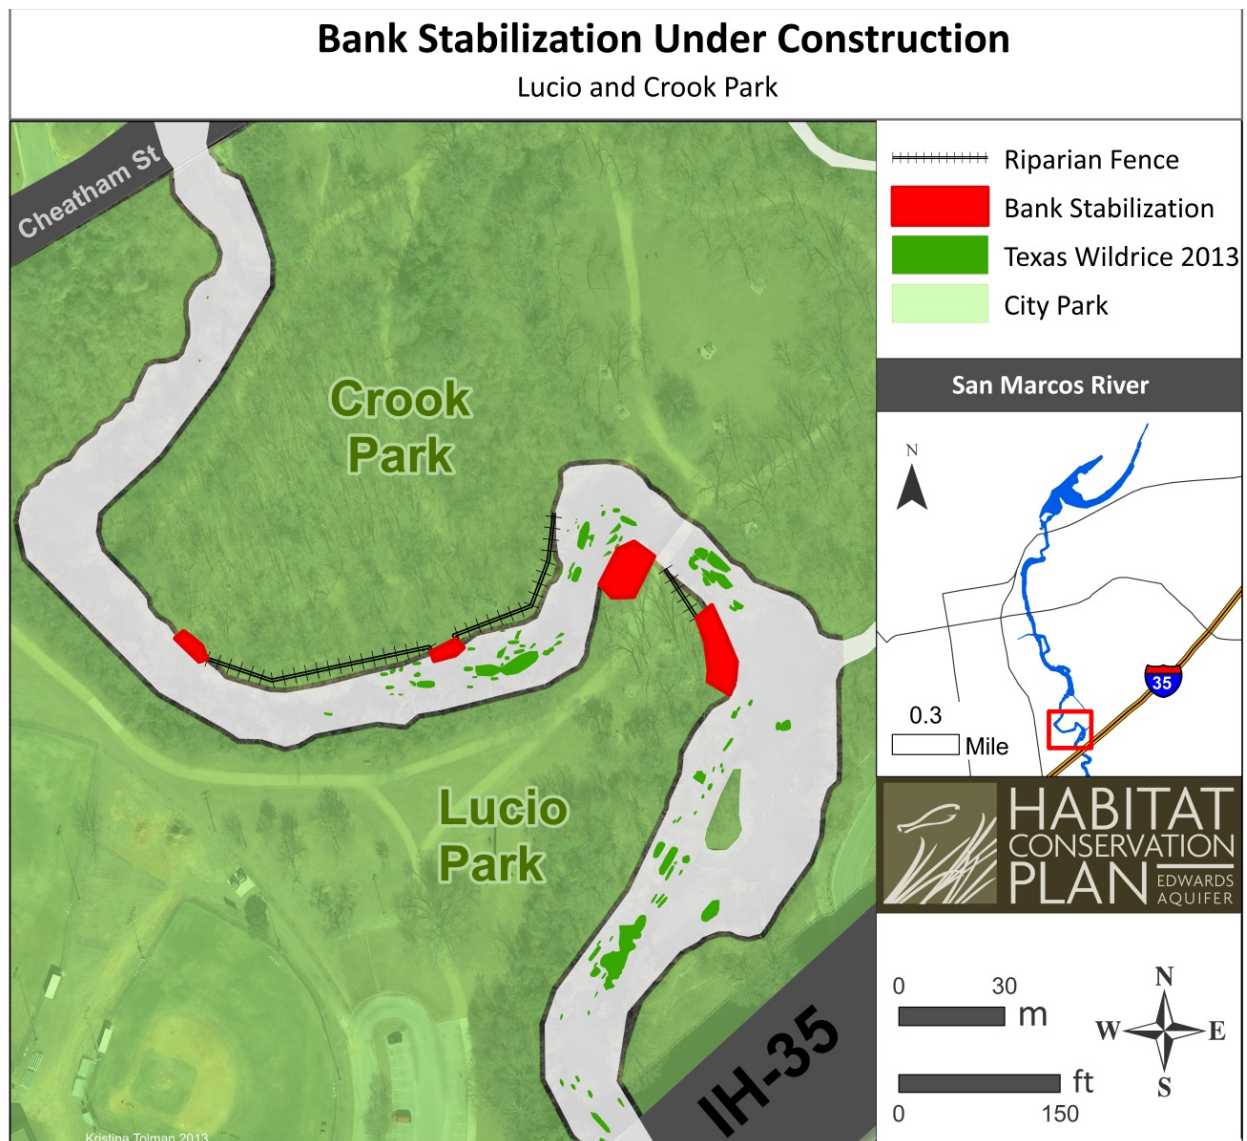 Bank Stabilization Under Construction
Lucio and Crook Park
Cheatham St
Crook
Park
Lucio
Park
IH-35
Kristina Tolman 2013
Riparian Fence
Bank Stabilization
Texas Wildrice 2013
City Park
San Marcos River
N
35
0.3
Mile
HABITAT
CONSERVATION
PLAN
EDWARDS
AQUIFER
0 30
m
ft
0 150
N
W E
S